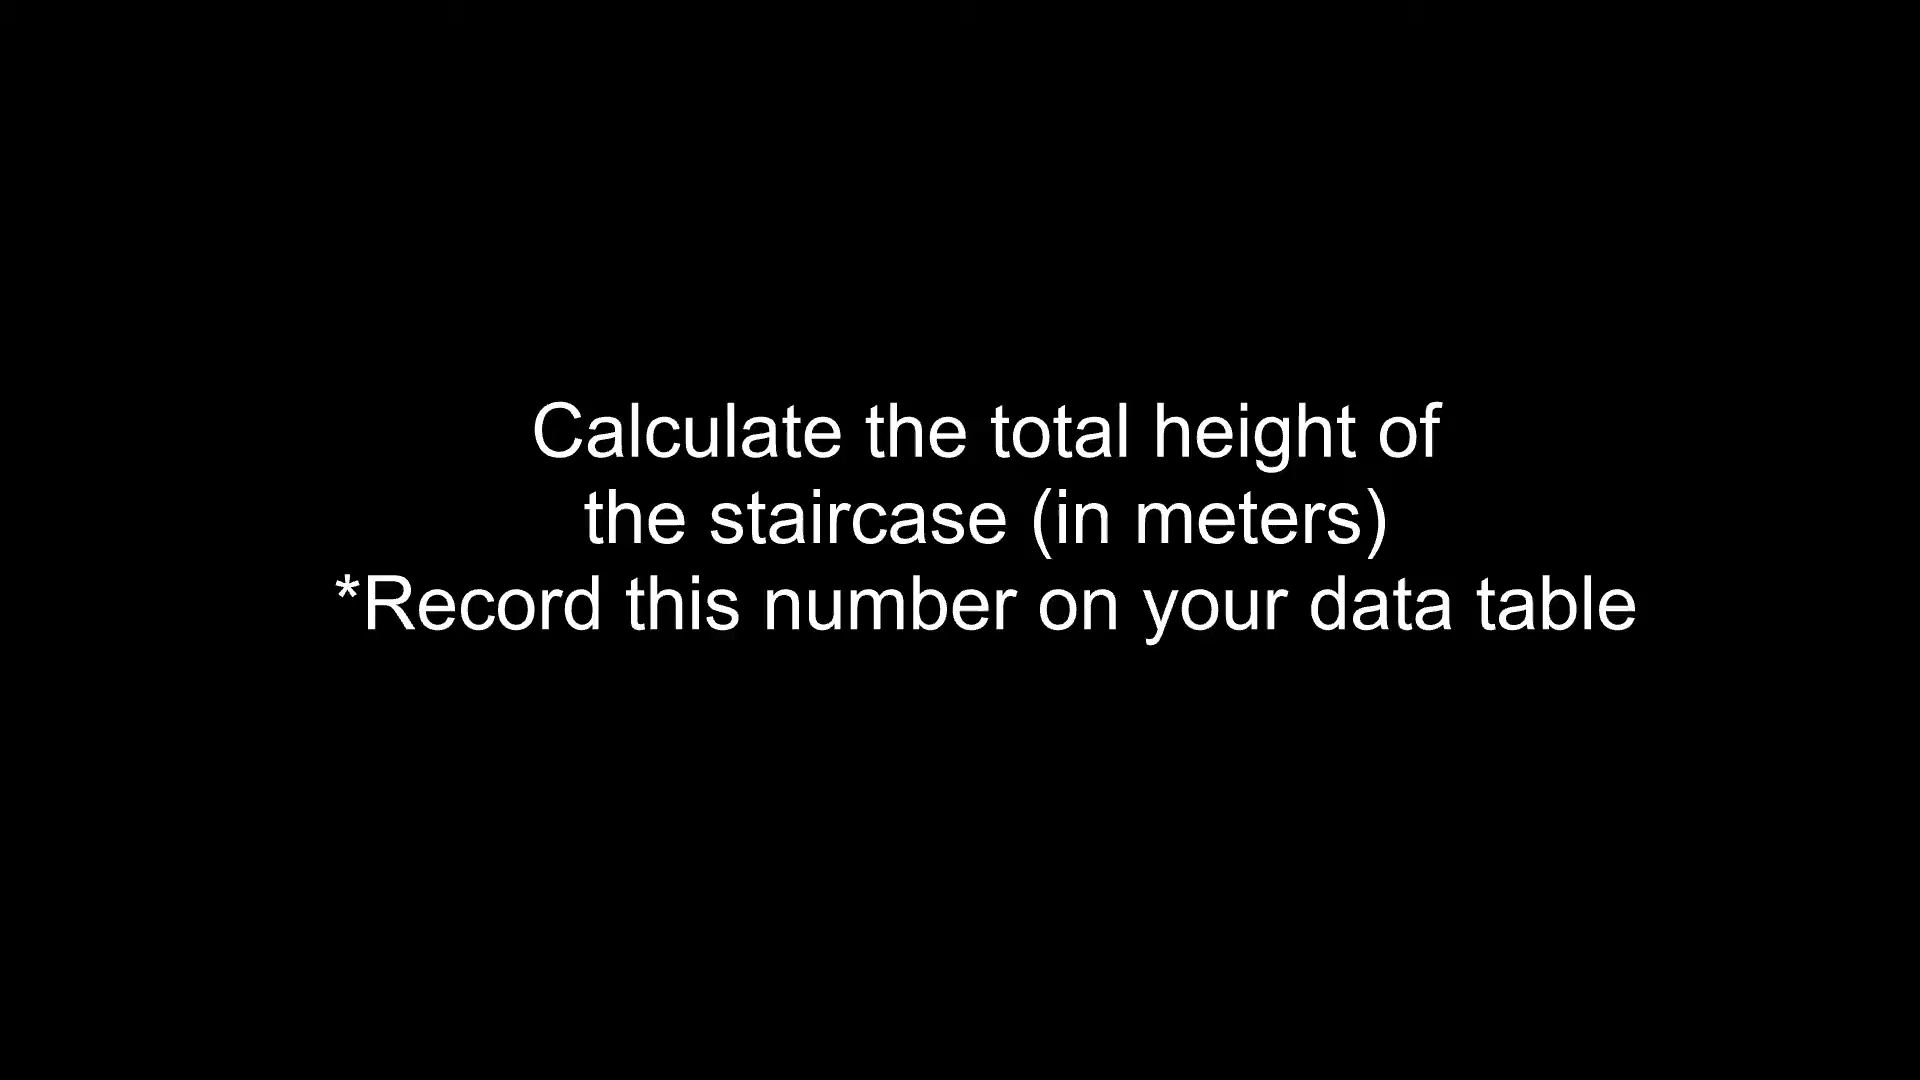 Calculate the total height of
the staircase (in meters)
*Record this number on your data table